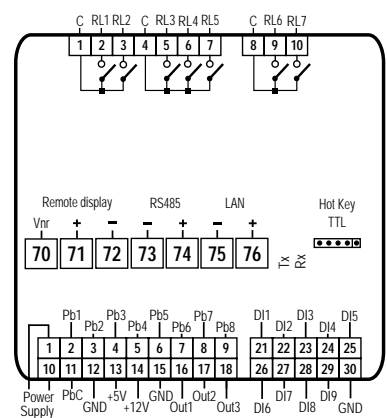 C RL1 RL2 C RL3 RL4 RL5 C RL6 RL7
1 2 3 4 5 6 7 8 9 10
Remote display RS485 LAN Hot Key
TTL
Vnr + − − + − +
70 71 72 73 74 75 76 Tx Rx
Pb1 Pb3 Pb5 Pb7 DI1 DI3 DI5
Pb2 Pb4 Pb6 Pb8 DI2 DI4
1 2 3 4 5 6 7 8 9 21 22 23 24 25
10 11 12 13 14 15 16 17 18 26 27 28 29 30
Power PbC +5V GND Out2 DI7 DI9
Supply GND +12V Out1 Out3 DI6 DI8 GND